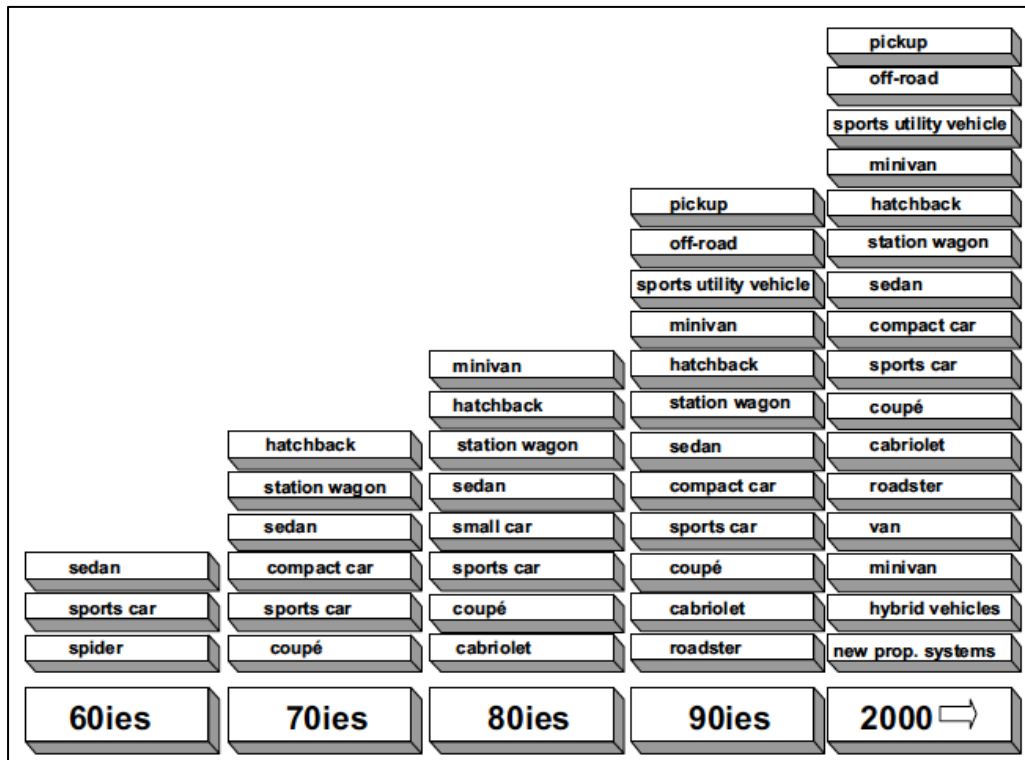 pickup
off-road
sports utility vehicle
minivan
pickup hatchback
off-road station wagon
sports utility vehicle sedan
minivan compact car
minivan hatchback sports car
hatchback station wagon coupé
hatchback station wagon sedan cabriolet
station wagon sedan compact car roadster
sedan small car sports car van
sedan compact car sports car coupé minivan
sports car sports car coupé cabriolet hybrid vehicles
spider coupé cabriolet roadster new prop. systems
60ies 70ies 80ies 90ies 2000